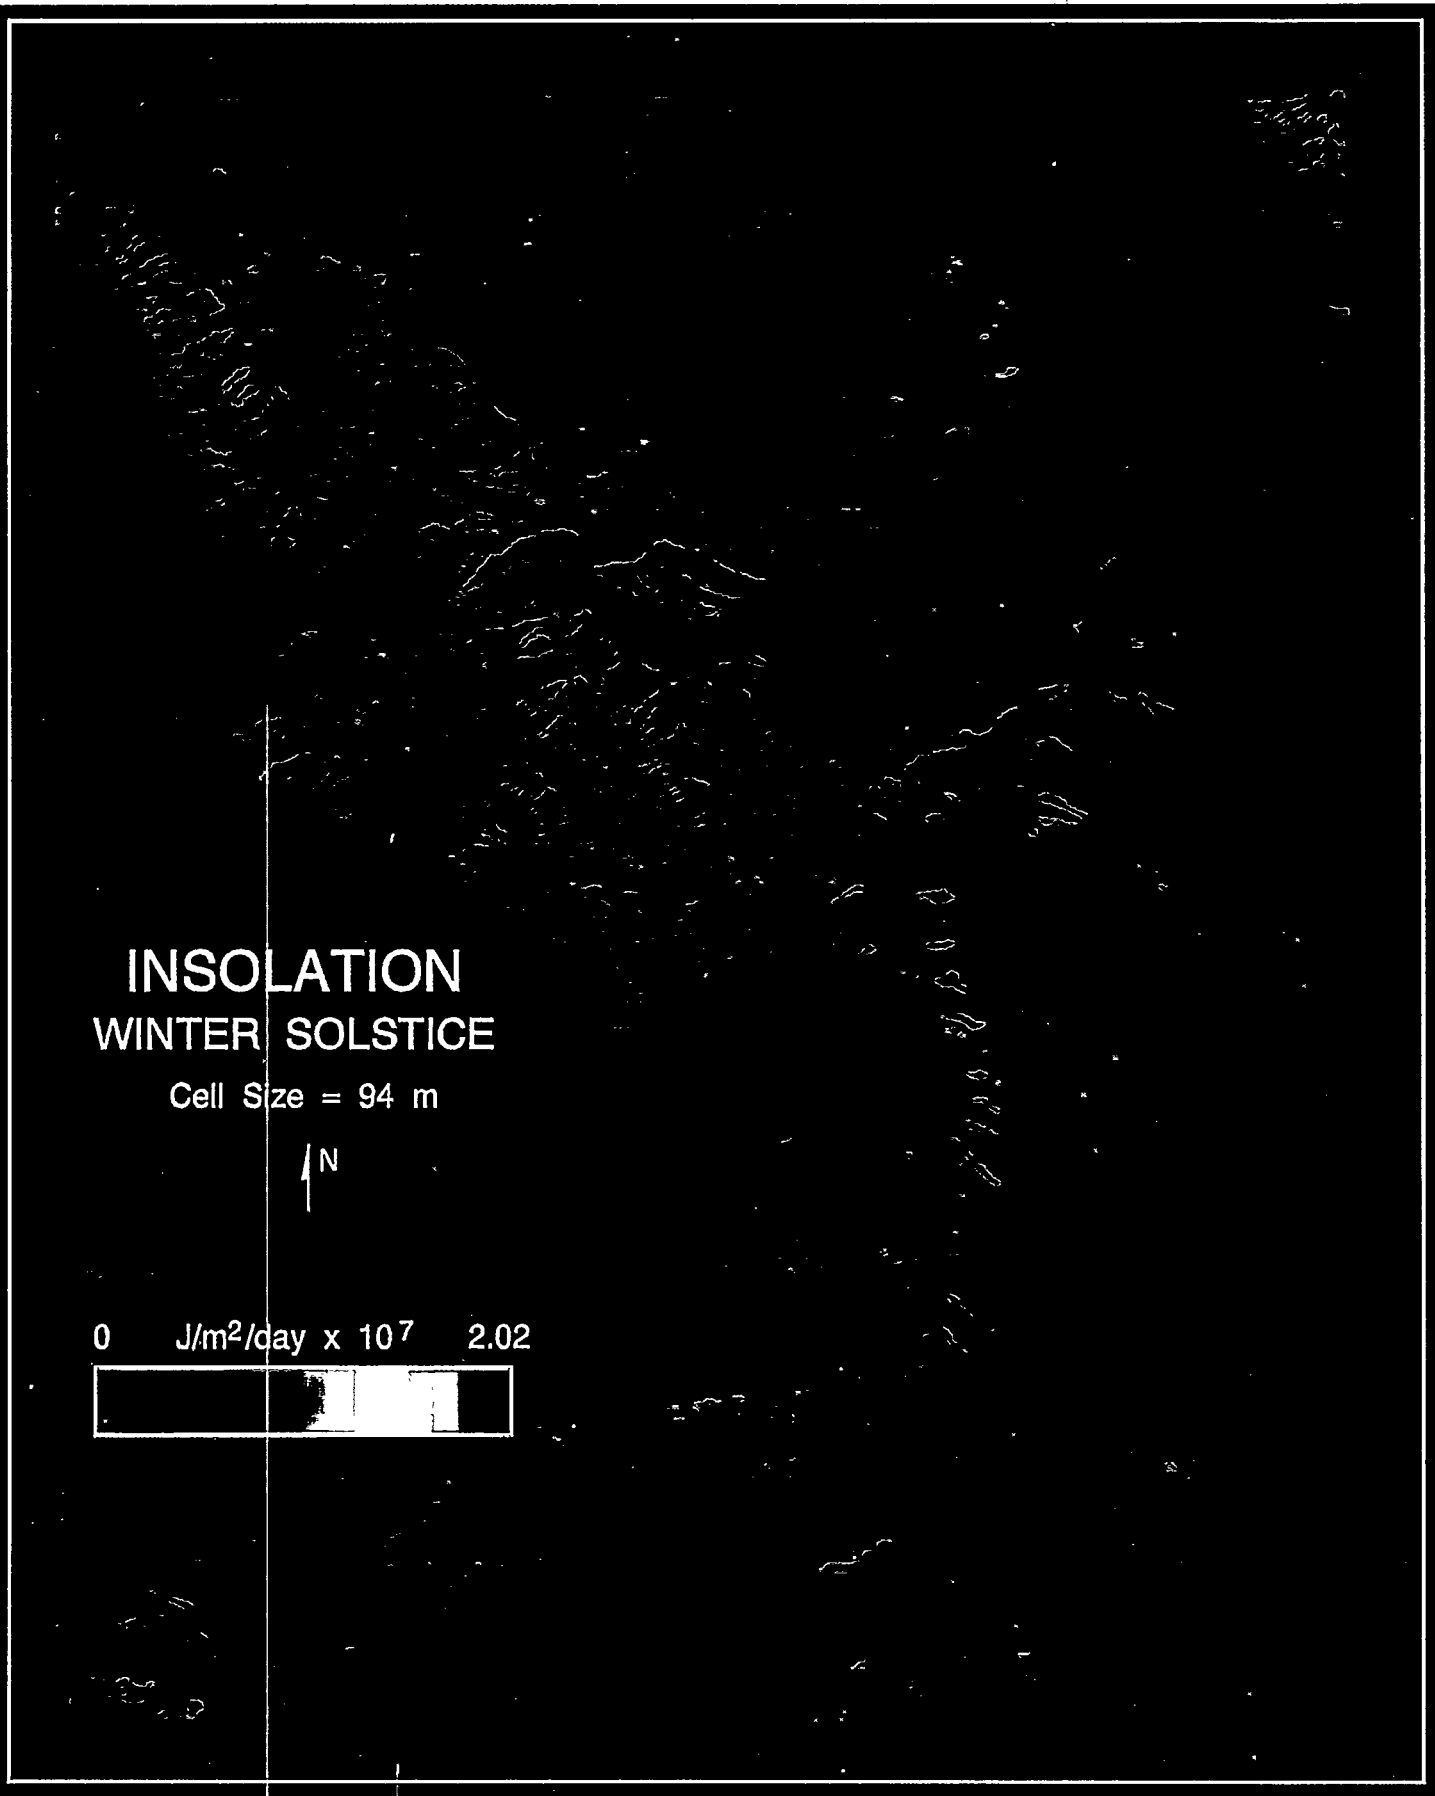 INSOLATION
WINTER SOLSTICE
Cell Size = 94 m
N
0 J/m²/day x 10⁷ 2.02